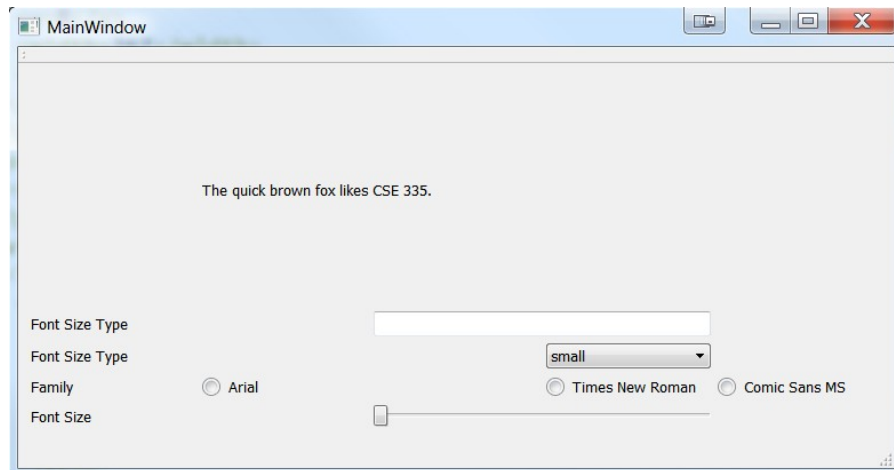 MainWindow
The quick brown fox likes CSE 335.
Font Size Type
Font Size Type small
Family Arial Times New Roman Comic Sans MS
Font Size